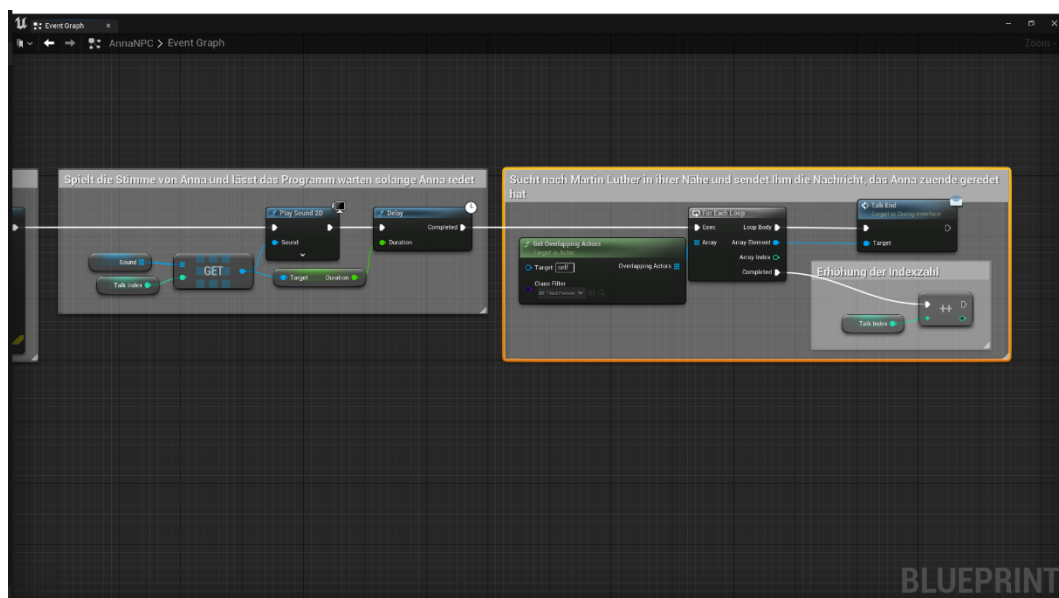 Event Graph
AnnaNPC > Event Graph
Zoom
Spielt die Stimme von Anna und lässt das Programm warten solange Anna redet
Sound
Talk Index
GET
Play Sound 2D
Sound
Target
Duration
Delay
Completed
Duration
Sucht nach Martin Luther in ihrer Nähe und sendet Ihm die Nachricht, das Anna zuende geredet
hat
Get Overlapping Actors
Target is Actor
Target self
Overlapping Actors
Class Filter
For Each Loop
Exec
Loop Body
Array
Array Element
Array Index
Completed
Talk End
Target is Dialog Interface
Target
Erhöhung der Indexzahl
Talk Index
++
BLUEPRINT